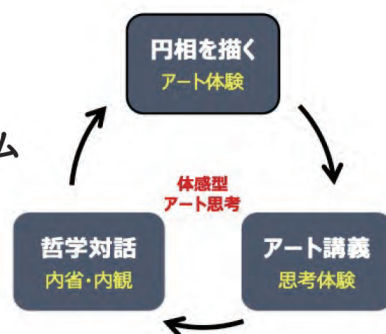 円相を描く
アート体験
ム
体感型
アート思考
哲学対話
内省・内観
アート講義
思考体験